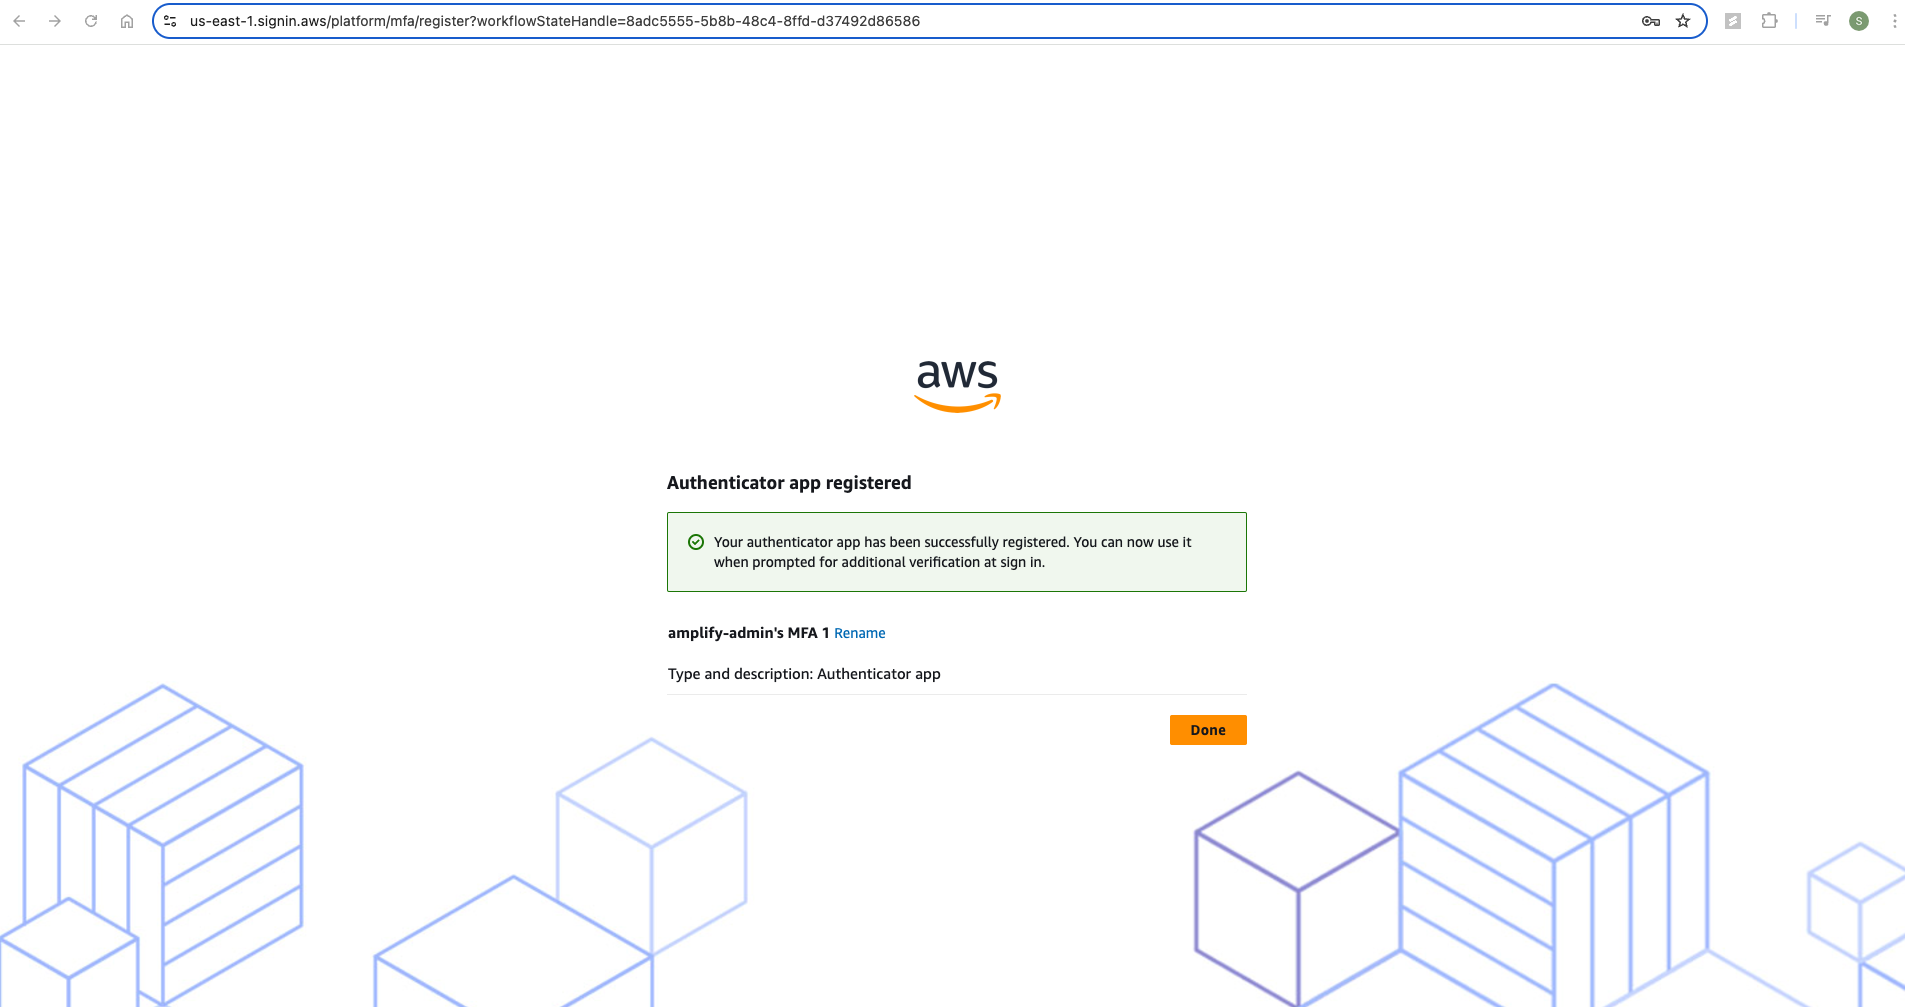 us-east-1.signin.aws/platform/mfa/register?workflowStateHandle=8adc5555-5b8b-48c4-8ffd-d37492d86586
S
aws
Authenticator app registered
Your authenticator app has been successfully registered. You can now use it
when prompted for additional verification at sign in.
amplify-admin's MFA 1 Rename
Type and description: Authenticator app
Done